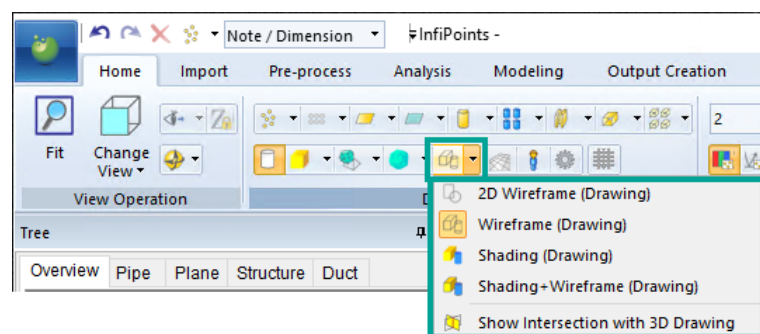 Note / Dimension
InfiPoints -
Home Import Pre-process Analysis Modeling Output Creation
2
Fit
Change
View
View Operation
D
2D Wireframe (Drawing)
Wireframe (Drawing)
Shading (Drawing)
Shading+Wireframe (Drawing)
Show Intersection with 3D Drawing
Tree
Overview Pipe Plane Structure Duct